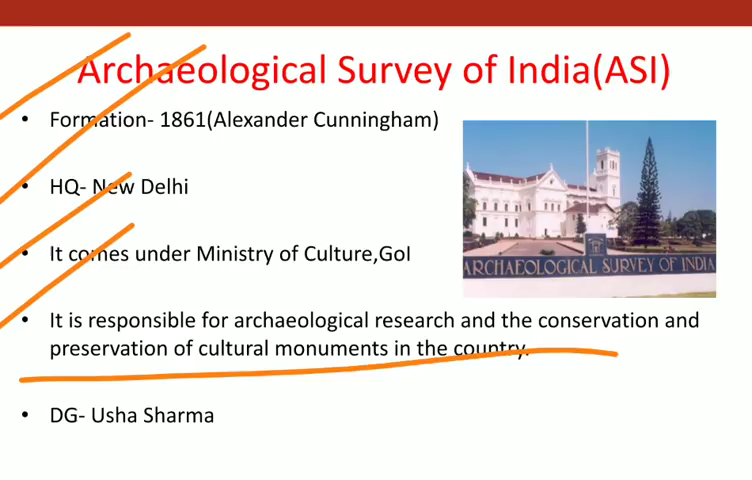 Archaeological Survey of India(ASI)
• Formation- 1861(Alexander Cunningham)
• HQ- New Delhi
• It comes under Ministry of Culture,GoI
ARCHAEOLOGICAL SURVEY OF INDIA
• It is responsible for archaeological research and the conservation and
preservation of cultural monuments in the country.
• DG- Usha Sharma